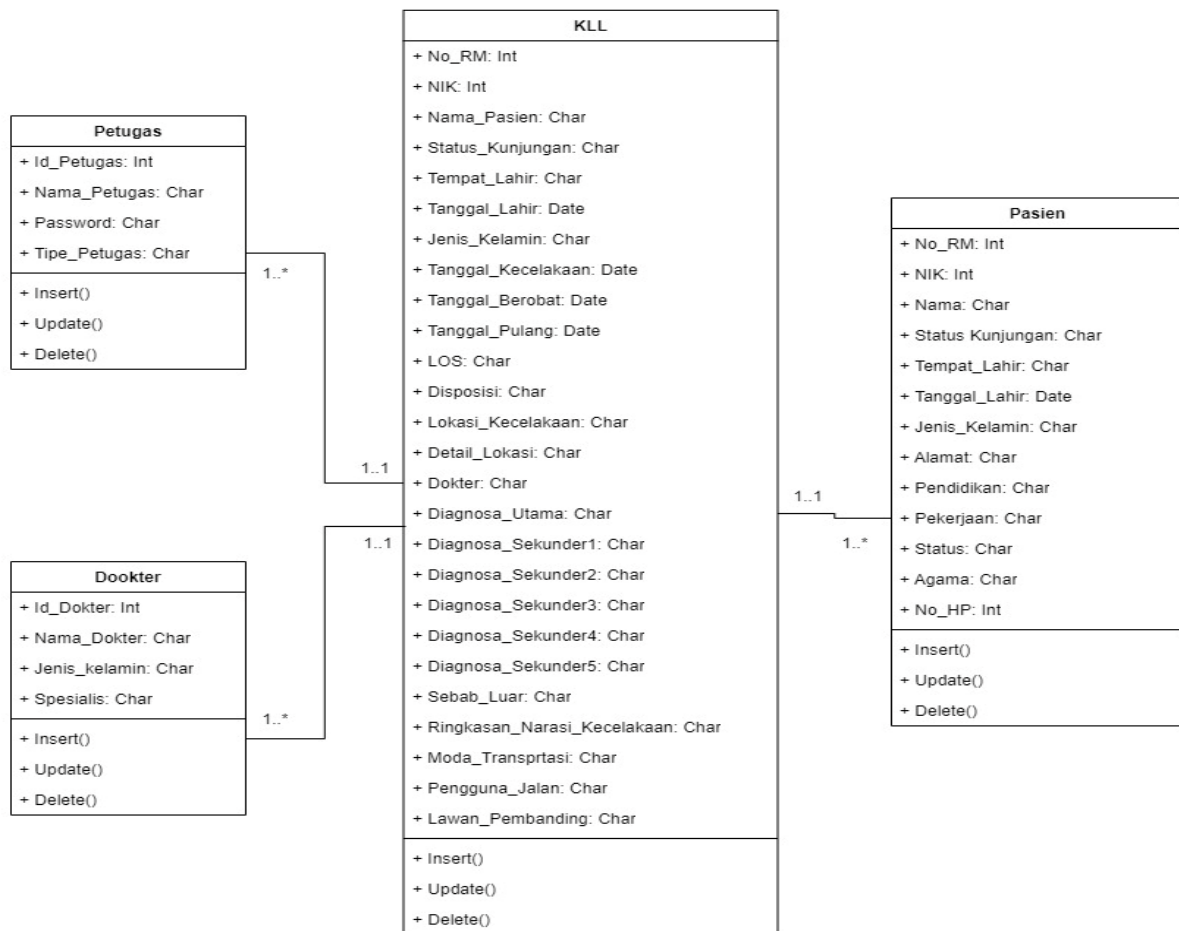 Petugas
+ Id_Petugas: Int
+ Nama_Petugas: Char
+ Password: Char
+ Tipe_Petugas: Char
+ Insert()
+ Update()
+ Delete()
1..*
1..1
Dookter
+ Id_Dokter: Int
+ Nama_Dokter: Char
+ Jenis_kelamin: Char
+ Spesialis: Char
+ Insert()
+ Update()
+ Delete()
1..*
1..1
KLL
+ No_RM: Int
+ NIK: Int
+ Nama_Pasien: Char
+ Status_Kunjungan: Char
+ Tempat_Lahir: Char
+ Tanggal_Lahir: Date
+ Jenis_Kelamin: Char
+ Tanggal_Kecelakaan: Date
+ Tanggal_Berobat: Date
+ Tanggal_Pulang: Date
+ LOS: Char
+ Disposisi: Char
+ Lokasi_Kecelakaan: Char
+ Detail_Lokasi: Char
+ Dokter: Char
+ Diagnosa_Utama: Char
+ Diagnosa_Sekunder1: Char
+ Diagnosa_Sekunder2: Char
+ Diagnosa_Sekunder3: Char
+ Diagnosa_Sekunder4: Char
+ Diagnosa_Sekunder5: Char
+ Sebab_Luar: Char
+ Ringkasan_Narasi_Kecelakaan: Char
+ Moda_Transprtasi: Char
+ Pengguna_Jalan: Char
+ Lawan_Pembanding: Char
+ Insert()
+ Update()
+ Delete()
1..1
1..*
Pasien
+ No_RM: Int
+ NIK: Int
+ Nama: Char
+ Status Kunjungan: Char
+ Tempat_Lahir: Char
+ Tanggal_Lahir: Date
+ Jenis_Kelamin: Char
+ Alamat: Char
+ Pendidikan: Char
+ Pekerjaan: Char
+ Status: Char
+ Agama: Char
+ No_HP: Int
+ Insert()
+ Update()
+ Delete()